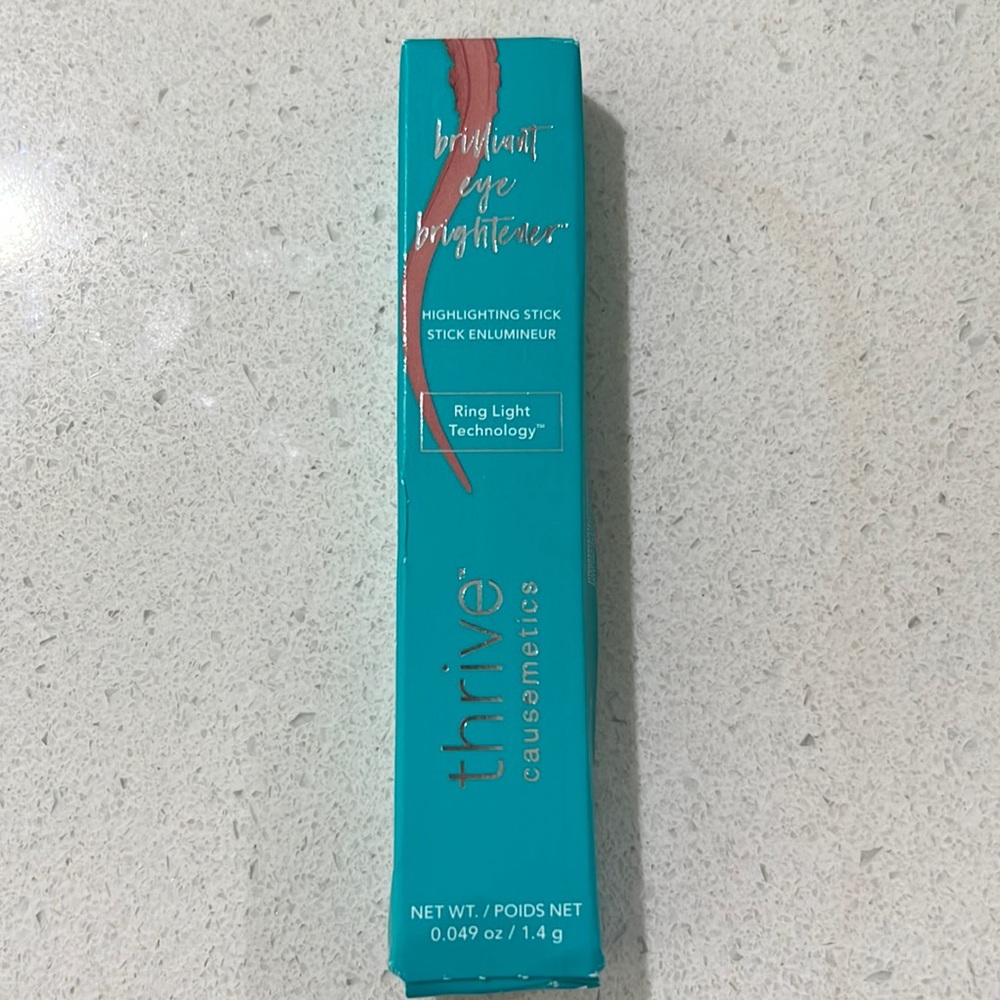 brilliant
eye
brightener™
HIGHLIGHTING STICK
STICK ENLUMINEUR
Ring Light
Technology™
thrive™
causemetics
NET WT. / POIDS NET
0.049 oz / 1.4 g